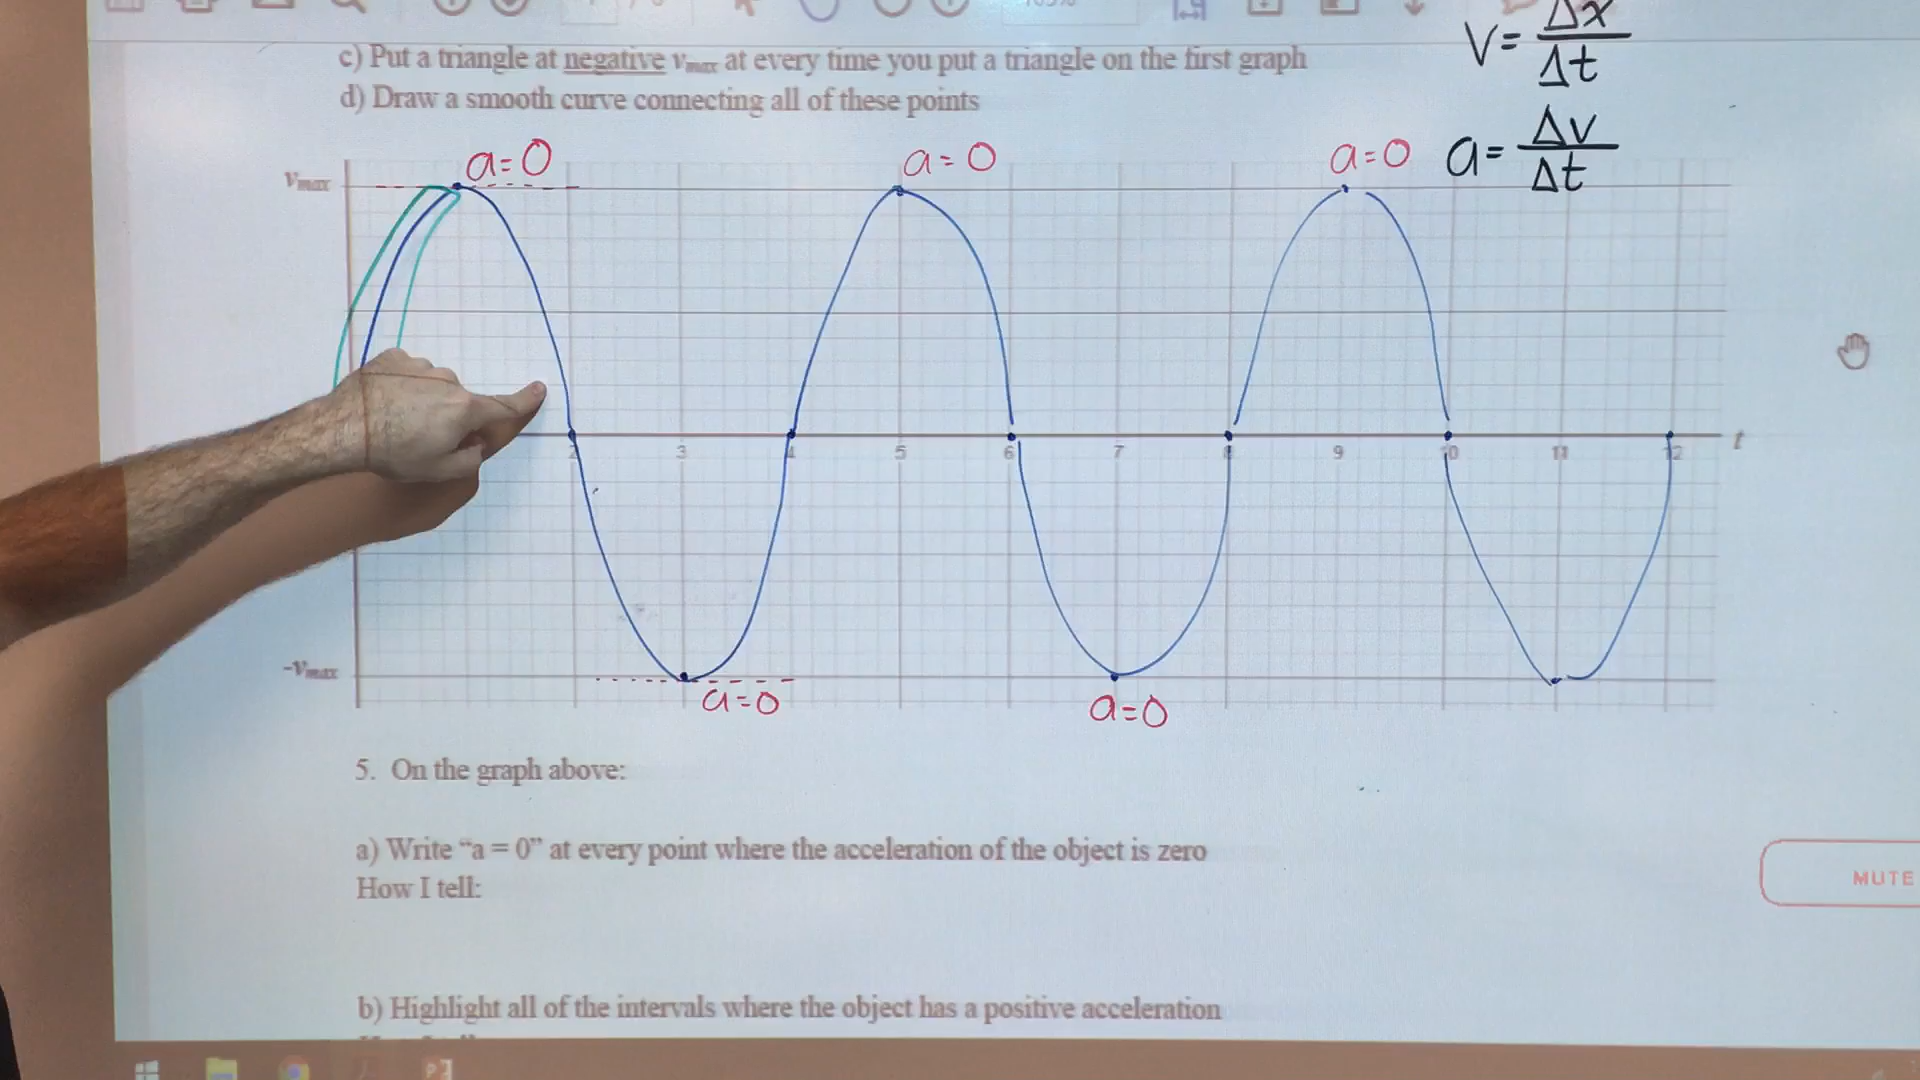 c) Put a triangle at negative vmax at every time you put a triangle on the first graph
d) Draw a smooth curve connecting all of these points
V = Δx / Δt
a = Δv / Δt
a=0 a=0 a=0
vmax
2 3 4 5 6 7 8 9 10 11 12 t
-vmax
a=0 a=0
5. On the graph above:
a) Write “a = 0” at every point where the acceleration of the object is zero
How I tell:
MUTE
b) Highlight all of the intervals where the object has a positive acceleration